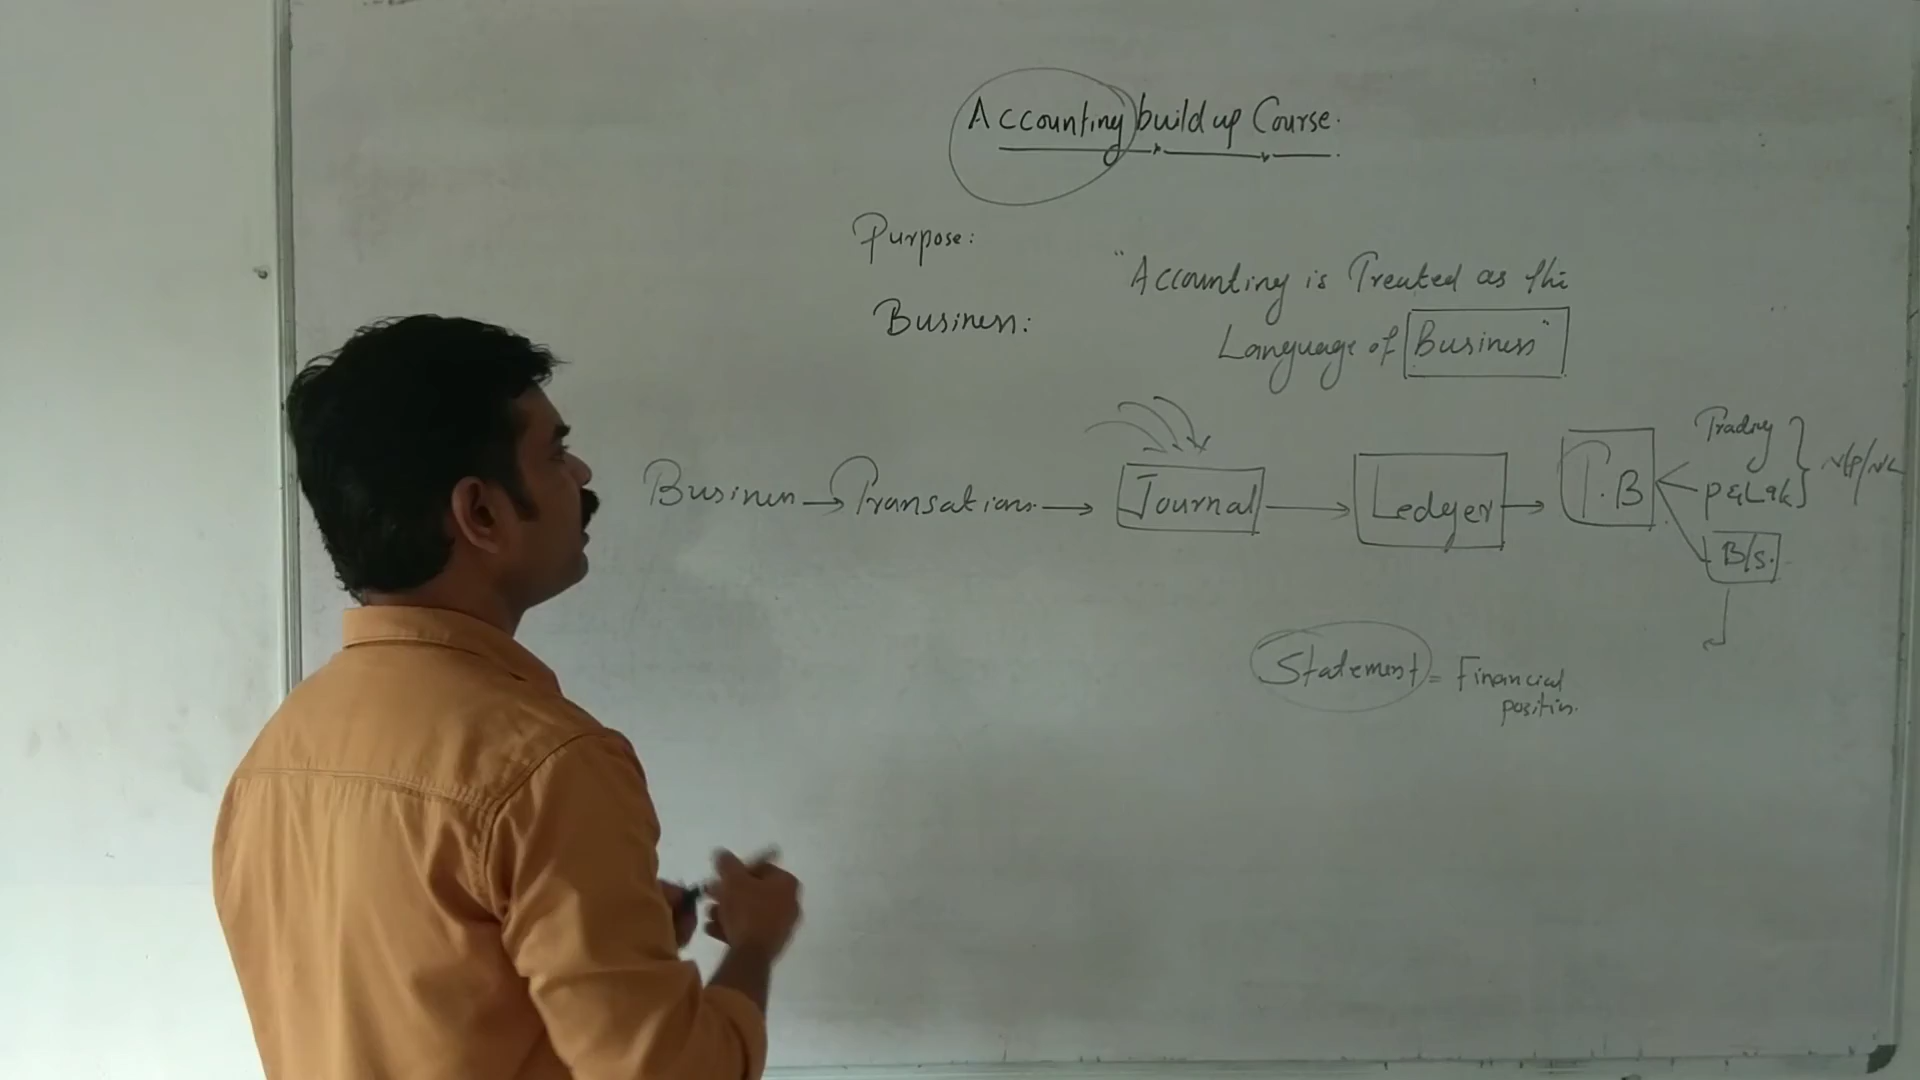 Accounting build up Course.
Purpose:
"Accounting is Treated as the
Business:
Language of Business"
Business → Transations → Journal → Ledger → T.B
Trading
P & L a/c
N/P/N/L
B/s.
Statement = Financial
position.